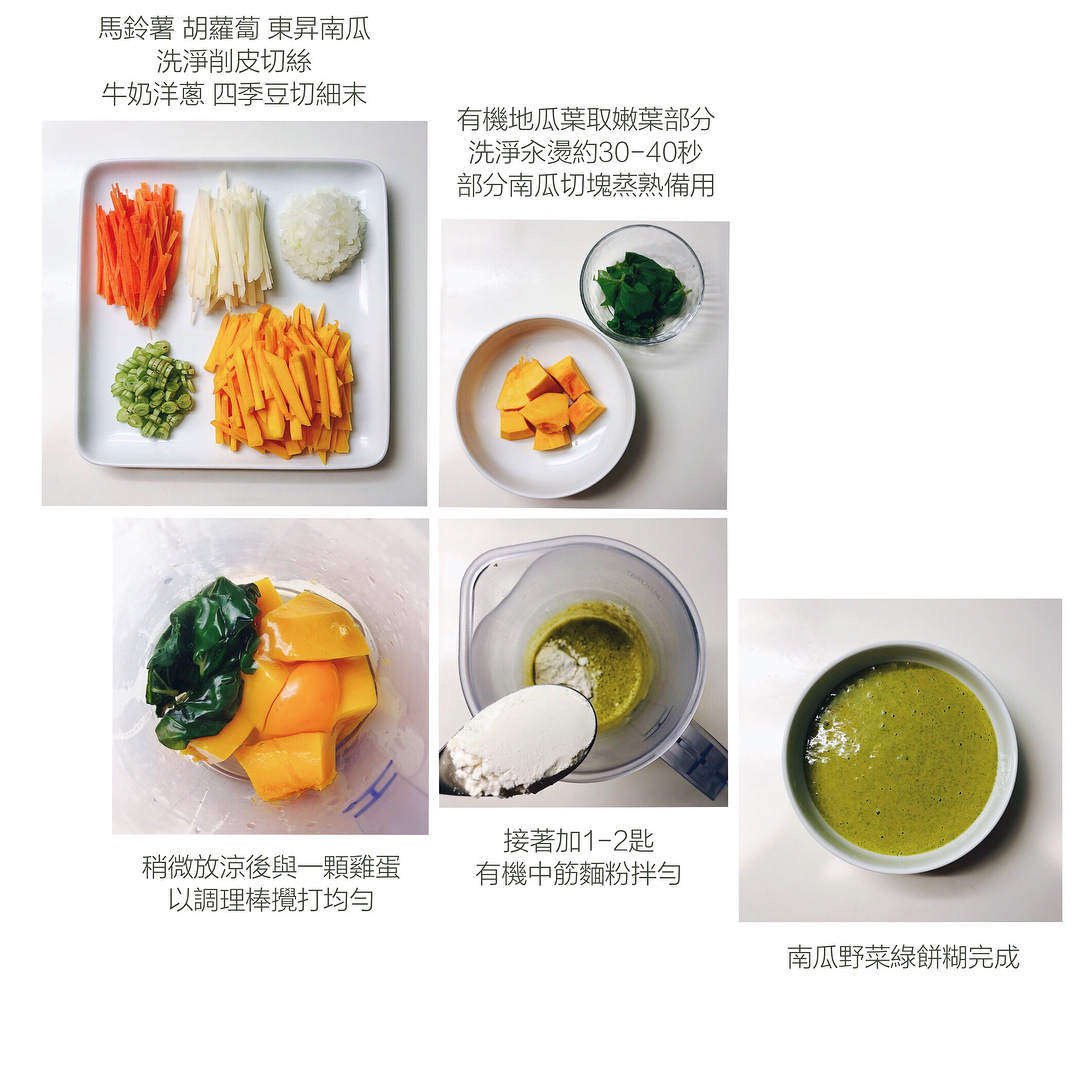 馬鈴薯 胡蘿蔔 東昇南瓜
洗淨削皮切絲
牛奶洋蔥 四季豆切細末
有機地瓜葉取嫩葉部分
洗淨汆燙約30-40秒
部分南瓜切塊蒸熟備用
稍微放涼後與一顆雞蛋
以調理棒攪打均勻
接著加1-2匙
有機中筋麵粉拌勻
南瓜野菜綠餅糊完成